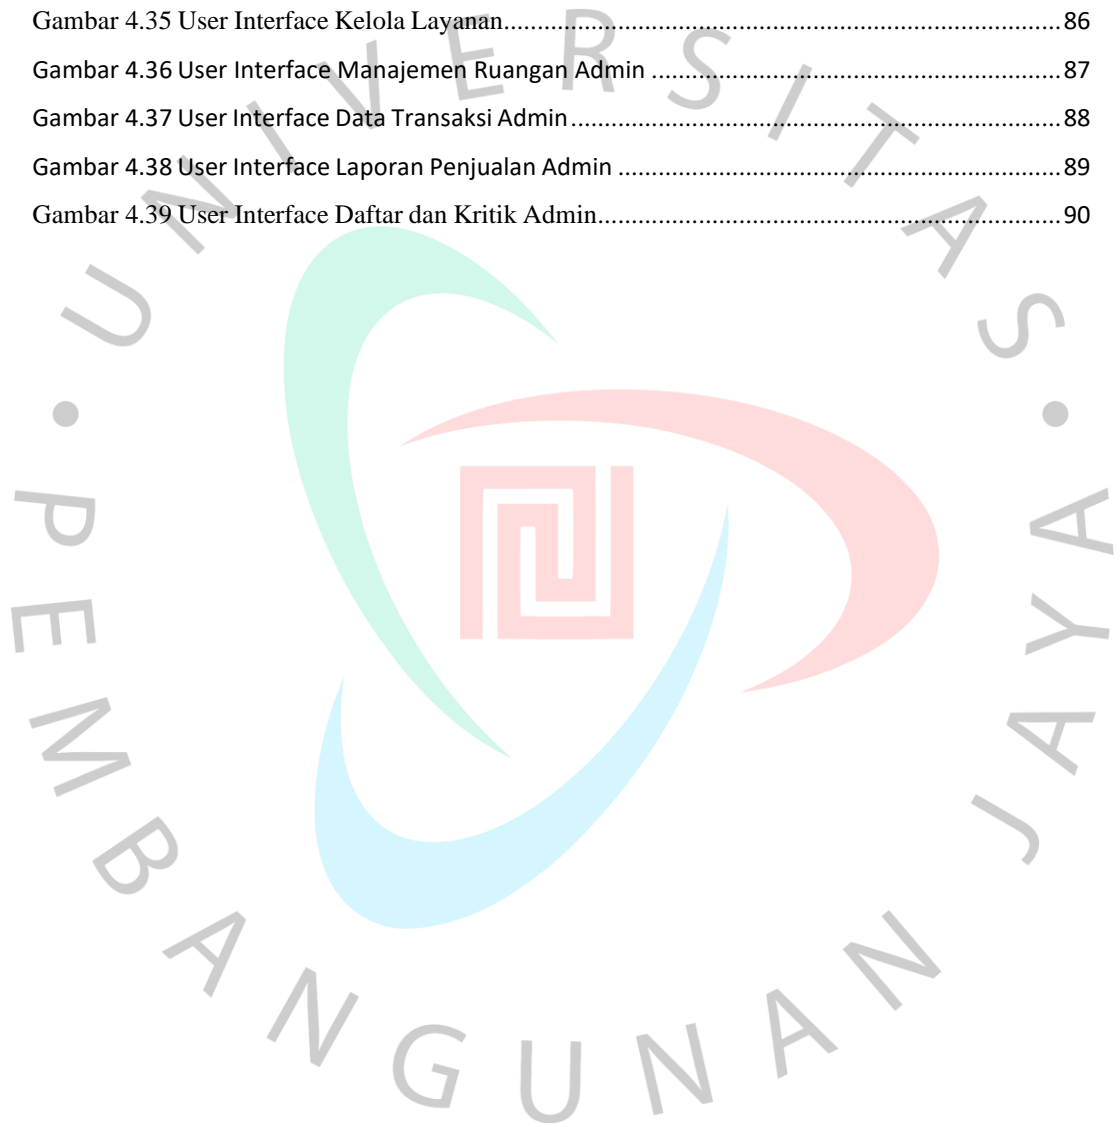 Gambar 4.35 User Interface Kelola Layanan........................................................................................86
Gambar 4.36 User Interface Manajemen Ruangan Admin ................................................................87
Gambar 4.37 User Interface Data Transaksi Admin.............................................................................88
Gambar 4.38 User Interface Laporan Penjualan Admin .....................................................................89
Gambar 4.39 User Interface Daftar dan Kritik Admin.........................................................................90
UNIVERSITAS
• PEMBANGUNAN JAYA •